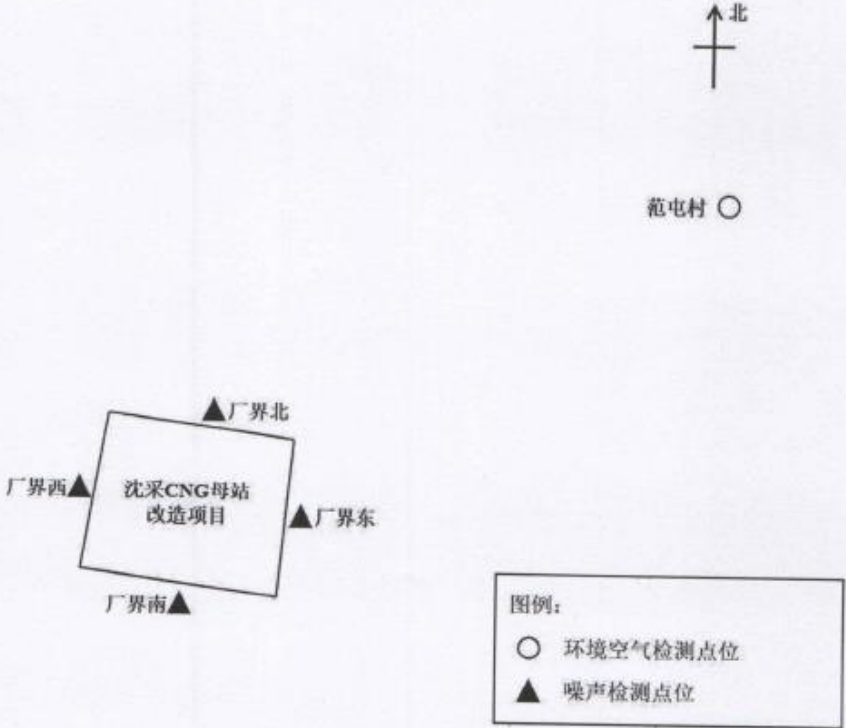 北
范屯村
厂界北
厂界西
沈采CNG母站
改造项目
厂界东
厂界南
图例：
环境空气检测点位
噪声检测点位